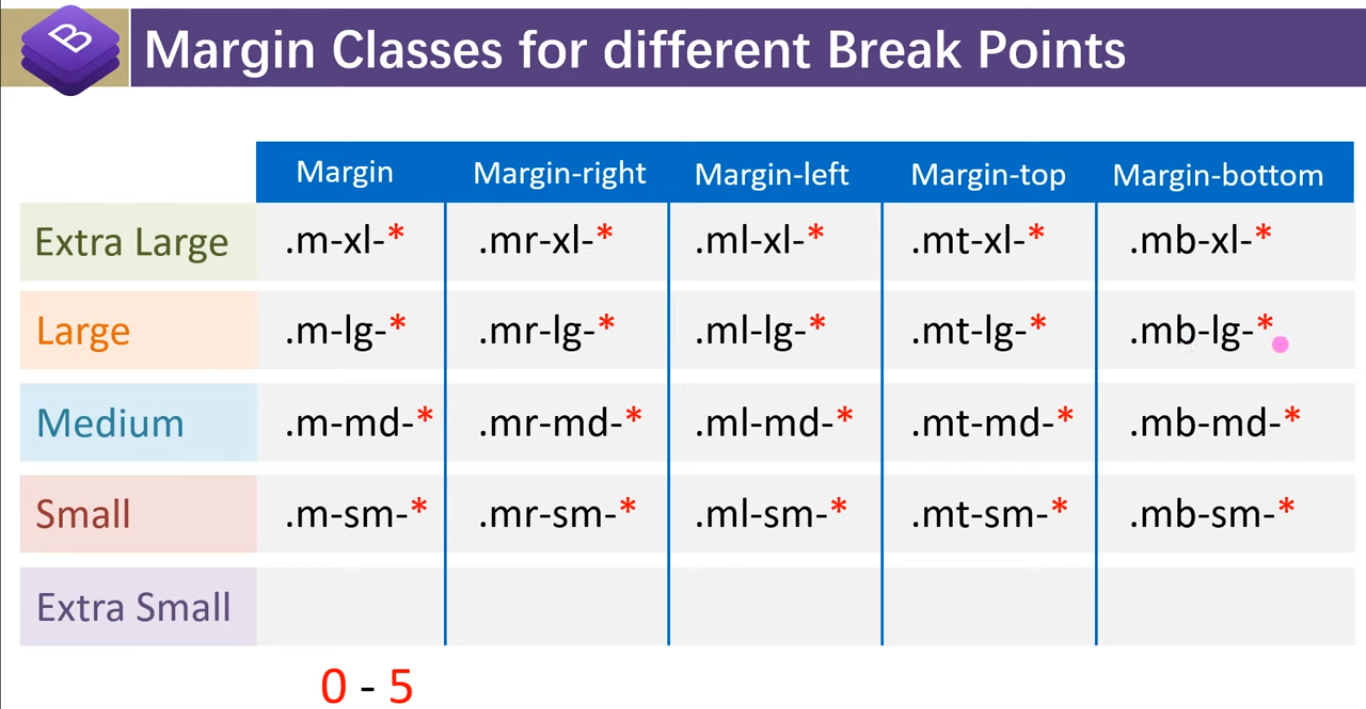 B
Margin Classes for different Break Points
Margin Margin-right Margin-left Margin-top Margin-bottom
Extra Large .m-xl-* .mr-xl-* .ml-xl-* .mt-xl-* .mb-xl-*
Large .m-lg-* .mr-lg-* .ml-lg-* .mt-lg-* .mb-lg-*
Medium .m-md-* .mr-md-* .ml-md-* .mt-md-* .mb-md-*
Small .m-sm-* .mr-sm-* .ml-sm-* .mt-sm-* .mb-sm-*
Extra Small
0 - 5